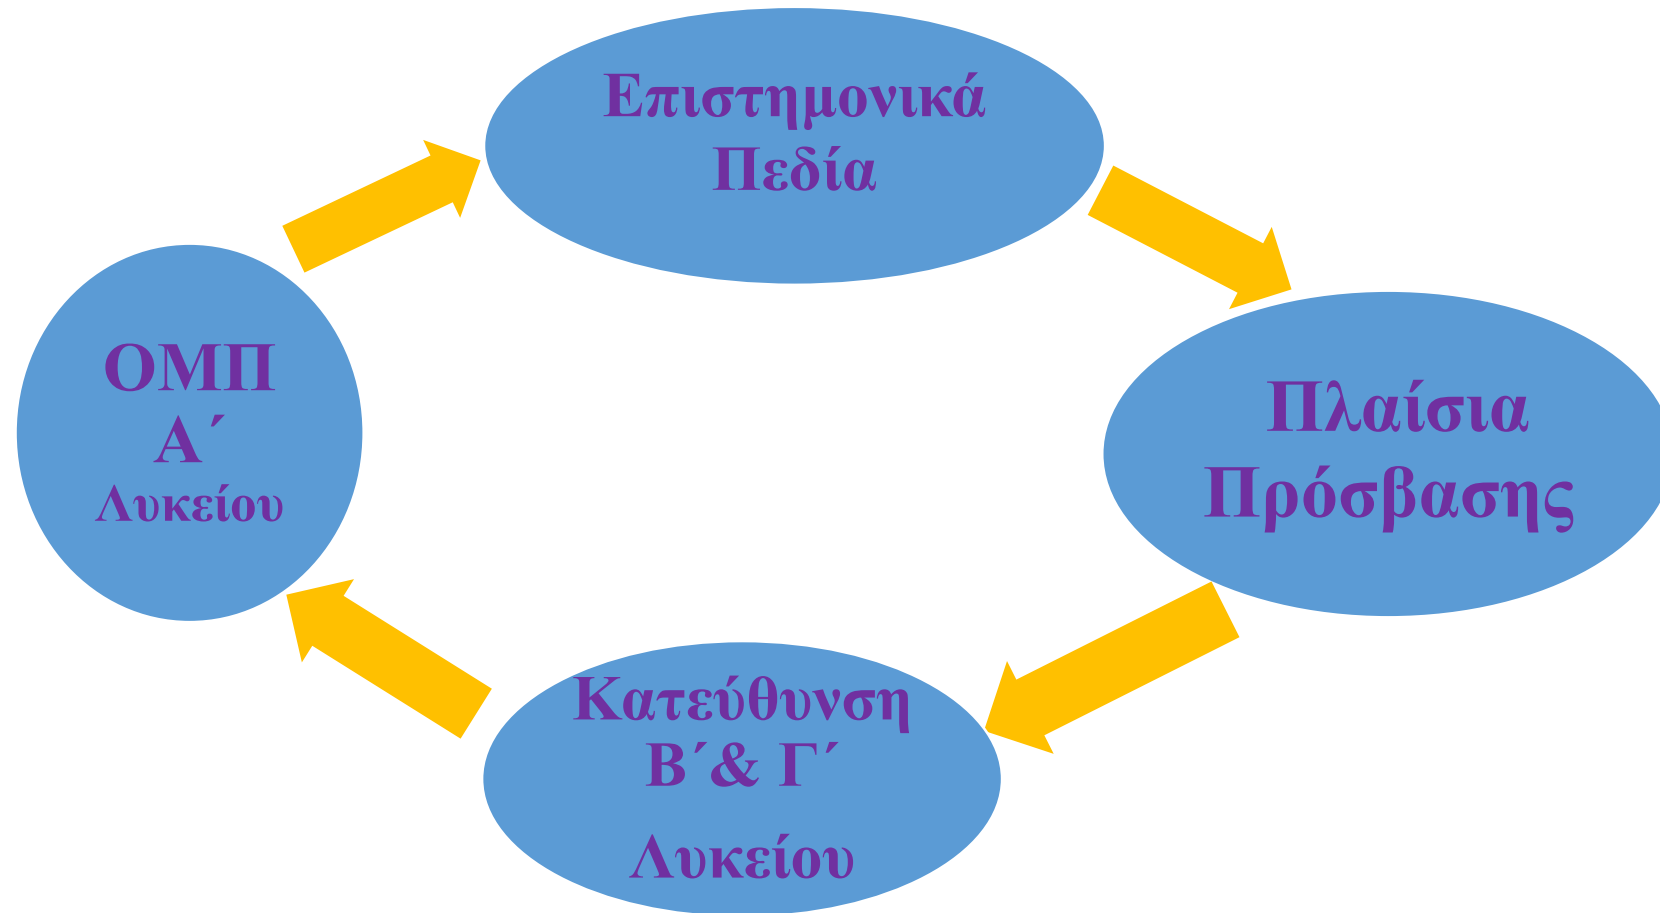 Επιστημονικά
Πεδία
ΟΜΠ
Α΄
Λυκείου
Πλαίσια
Πρόσβασης
Κατεύθυνση
Β΄& Γ΄
Λυκείου